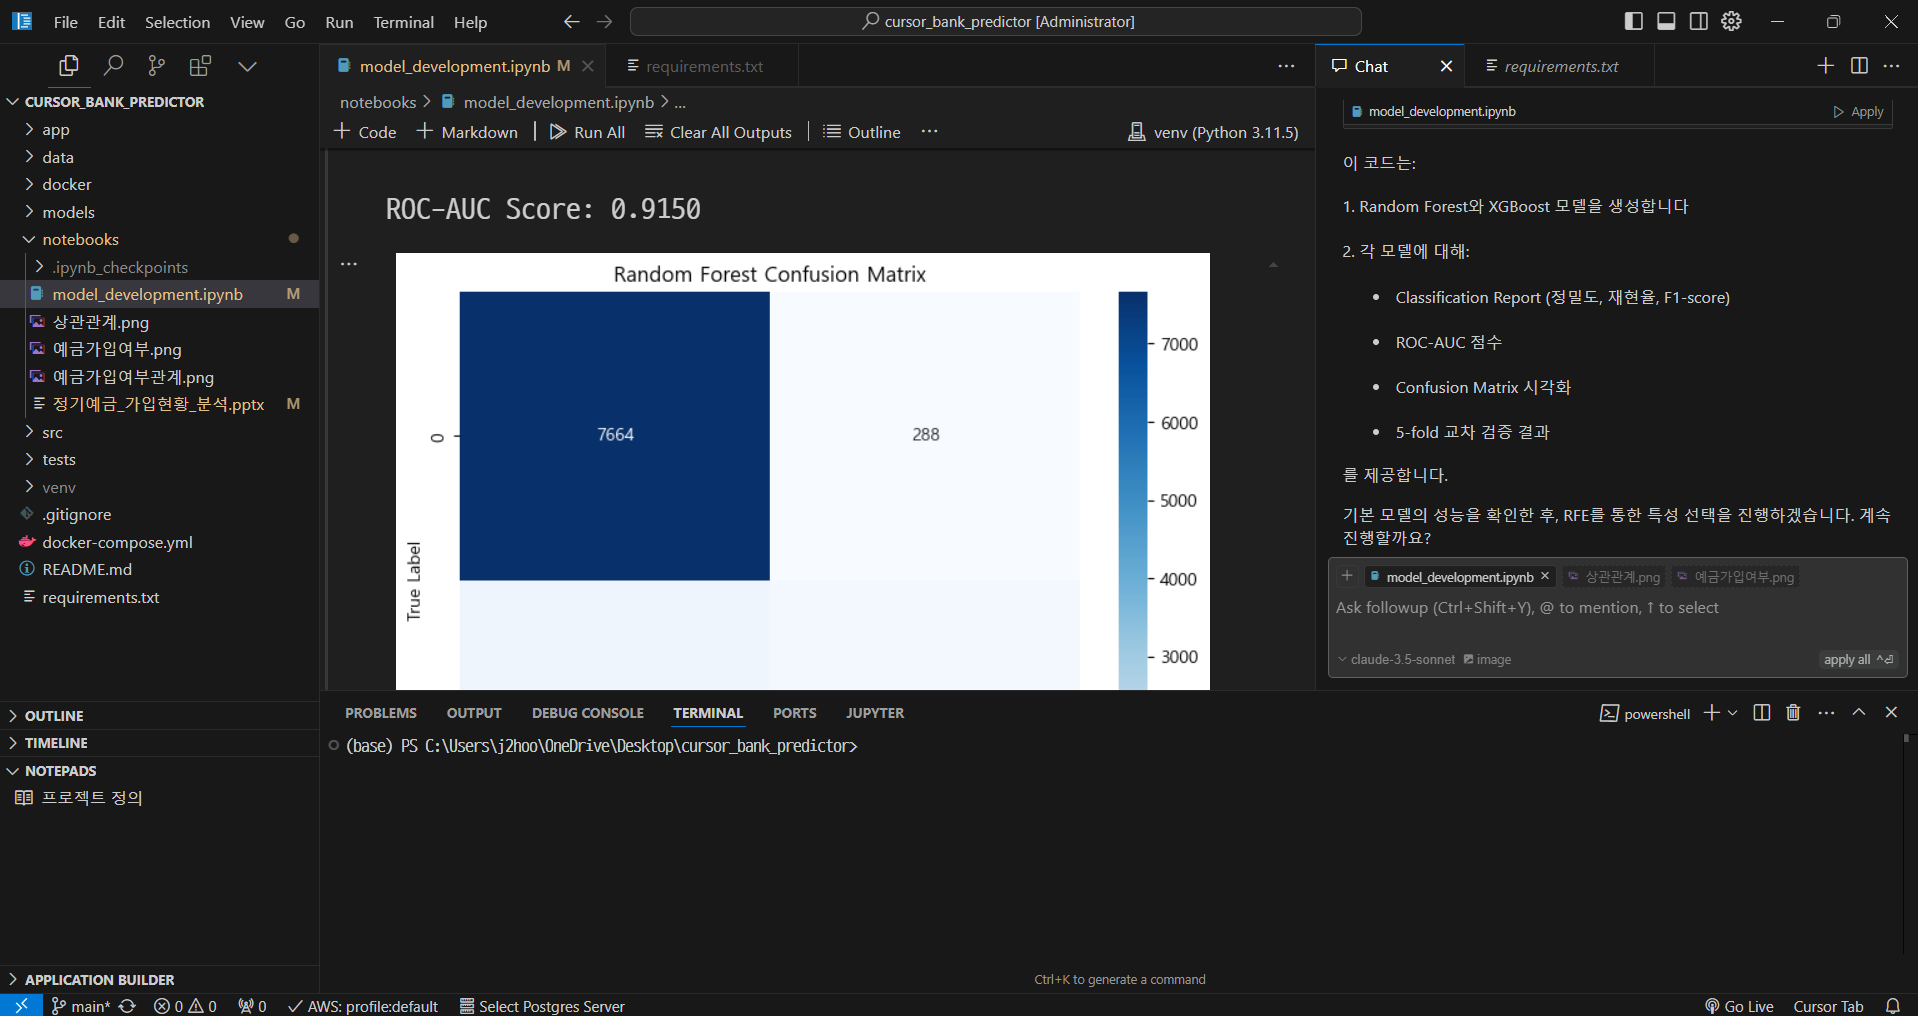 File Edit Selection View Go Run Terminal Help
cursor_bank_predictor [Administrator]
CURSOR_BANK_PREDICTOR
app
data
docker
models
notebooks
.ipynb_checkpoints
model_development.ipynb M
상관관계.png
예금가입여부.png
예금가입여부관계.png
정기예금_가입현황_분석.pptx M
src
tests
venv
.gitignore
docker-compose.yml
README.md
requirements.txt
OUTLINE
TIMELINE
NOTEPADS
프로젝트 정의
APPLICATION BUILDER
model_development.ipynb M
requirements.txt
notebooks > model_development.ipynb > ...
Code Markdown Run All Clear All Outputs Outline
venv (Python 3.11.5)
ROC-AUC Score: 0.9150
Random Forest Confusion Matrix
7664 288
0
True Label
7000
6000
5000
4000
3000
Chat
requirements.txt
model_development.ipynb Apply
이 코드는:
1. Random Forest와 XGBoost 모델을 생성합니다
2. 각 모델에 대해:
• Classification Report (정밀도, 재현율, F1-score)
• ROC-AUC 점수
• Confusion Matrix 시각화
• 5-fold 교차 검증 결과
를 제공합니다.
기본 모델의 성능을 확인한 후, RFE를 통한 특성 선택을 진행하겠습니다. 계속
진행할까요?
model_development.ipynb 상관관계.png 예금가입여부.png
Ask followup (Ctrl+Shift+Y), @ to mention, ↑ to select
claude-3.5-sonnet image apply all
PROBLEMS OUTPUT DEBUG CONSOLE TERMINAL PORTS JUPYTER
powershell
(base) PS C:\Users\j2hoo\OneDrive\Desktop\cursor_bank_predictor>
Ctrl+K to generate a command
main* 0 0 0 AWS: profile:default Select Postgres Server
Go Live Cursor Tab